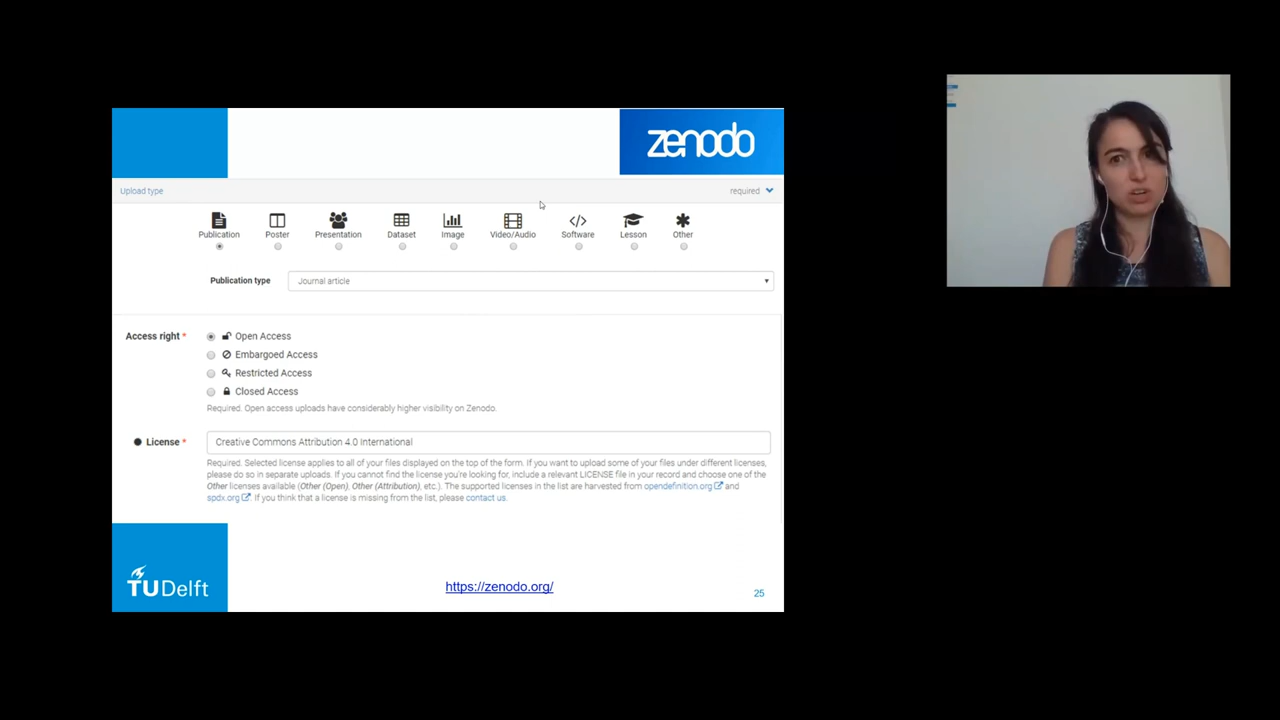 zenodo
Upload type
required
Publication
Poster
Presentation
Dataset
Image
Video/Audio
Software
Lesson
Other
Publication type
Journal article
Access right *
Open Access
Embargoed Access
Restricted Access
Closed Access
Required. Open access uploads have considerably higher visibility on Zenodo.
License *
Creative Commons Attribution 4.0 International
Required. Selected license applies to all of your files displayed on the top of the form. If you want to upload some of your files under different licenses,
please do so in separate uploads. If you cannot find the license you're looking for, include a relevant LICENSE file in your record and choose one of the
Other licenses available (Other (Open), Other (Attribution), etc.). The supported licenses in the list are harvested from opendefinition.org and
spdx.org. If you think that a license is missing from the list, please contact us.
TUDelft
https://zenodo.org/
25